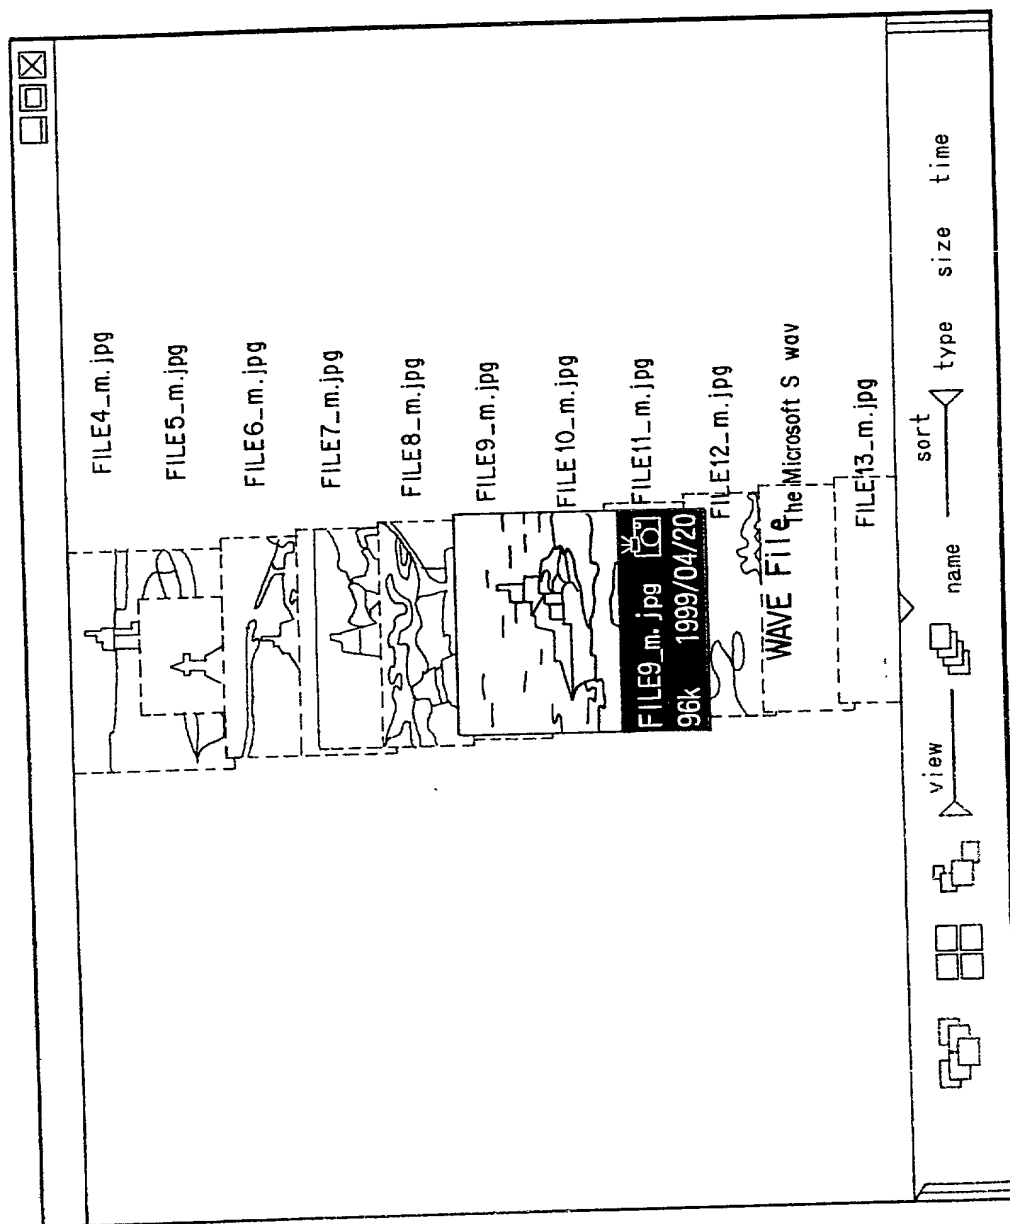 FILE4_m.jpg
FILE5_m.jpg
FILE6_m.jpg
FILE7_m.jpg
FILE8_m.jpg
FILE9_m.jpg
FILE10_m.jpg
FILE11_m.jpg
FILE9_m.jpg
96k 1999/04/20
FILE12_m.jpg
WAVE File
The Microsoft S wav
FILE13_m.jpg
view
sort
name type size time